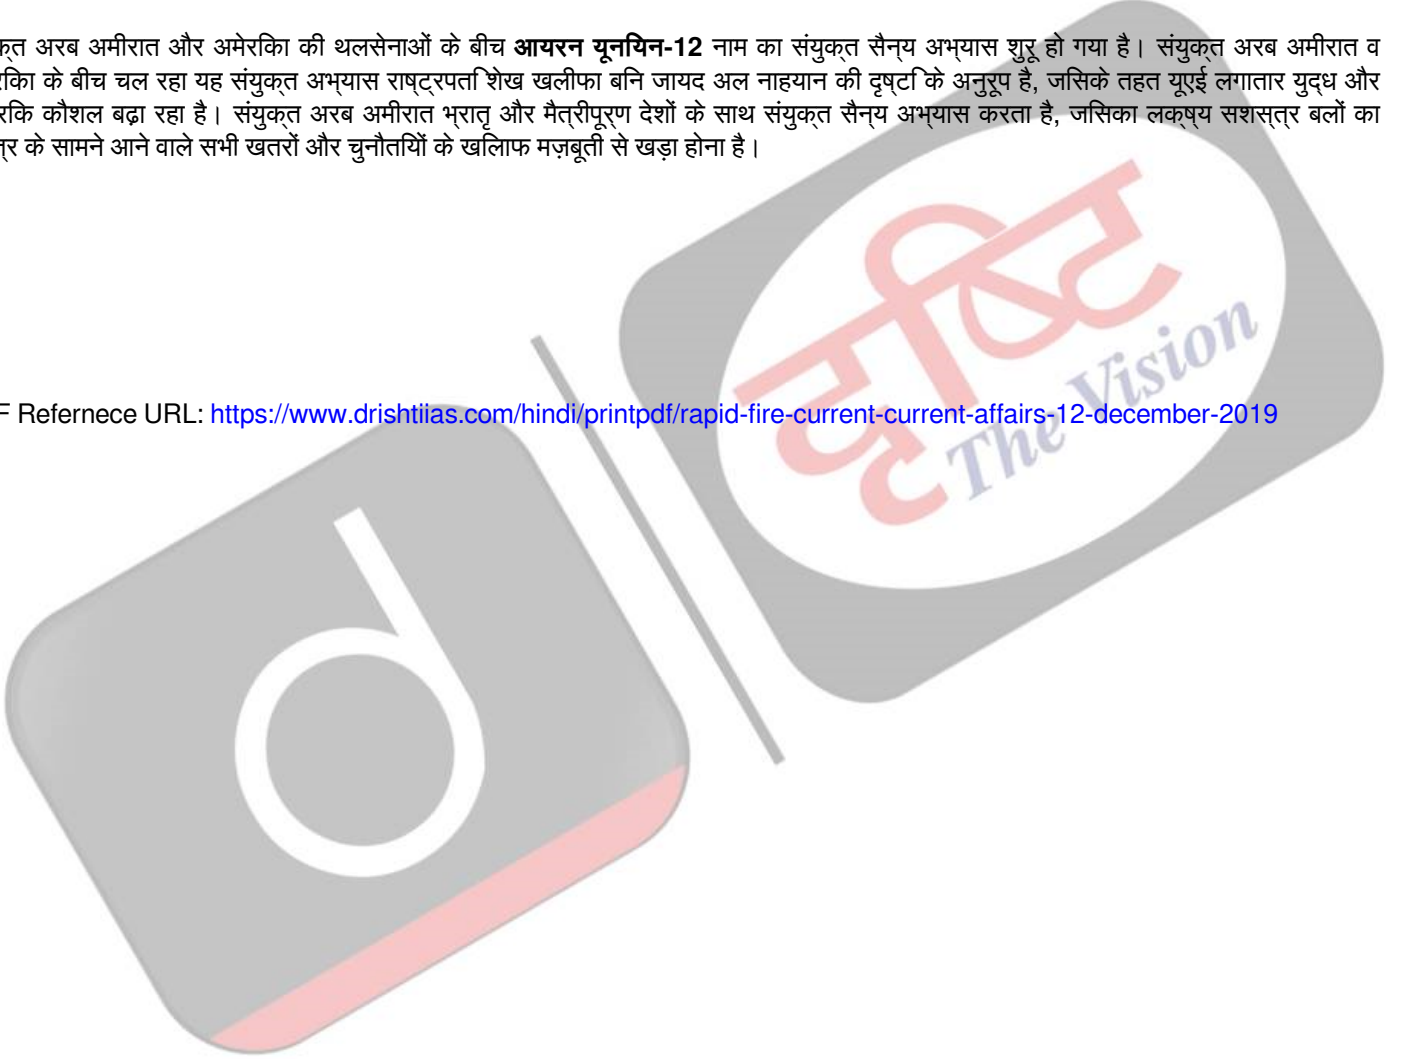 क्त अरब अमीरात और अमेरिका की थलसेनाओं के बीच आयरन यूनियन-12 नाम का संयुक्त सैन्य अभ्यास शुरू हो गया है। संयुक्त अरब अमीरात व
रिका के बीच चल रहा यह संयुक्त अभ्यास राष्ट्रपति शेख खलीफा बनि जायद अल नाहयान की दृष्टि के अनुरूप है, जिसके तहत यूएई लगातार युद्ध और
रिक कौशल बढ़ा रहा है। संयुक्त अरब अमीरात भ्रातृ और मैत्रीपूर्ण देशों के साथ संयुक्त सैन्य अभ्यास करता है, जिसका लक्ष्य सशस्त्र बलों का
त्र के सामने आने वाले सभी खतरों और चुनौतियों के खिलाफ मज़बूती से खड़ा होना है।
F Refernece URL: https://www.drishtiias.com/hindi/printpdf/rapid-fire-current-current-affairs-12-december-2019
दृष्टि
The Vision
d